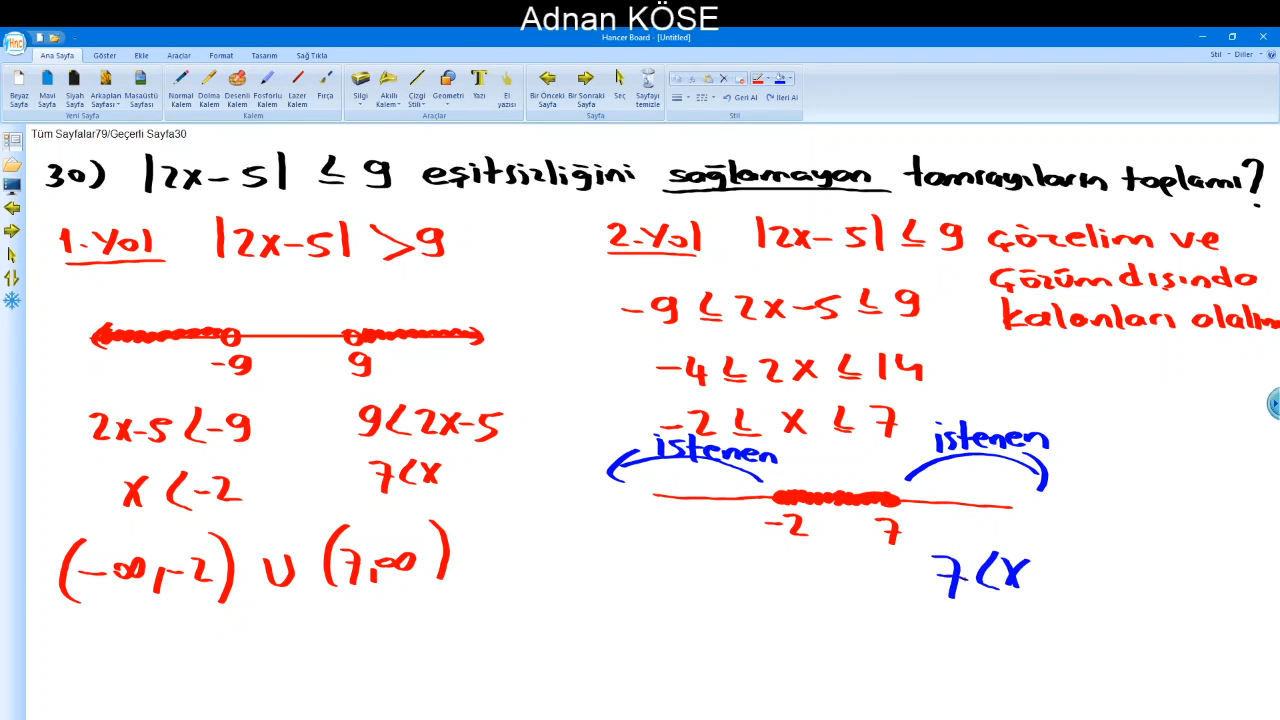 Adnan KÖSE
Hancer Board - [Untitled]
Hnc
Ana Sayfa Göster Ekle Araçlar Format Tasarım Sağ Tıkla Stil Diller
Beyaz Sayfa Mavi Sayfa Siyah Sayfa Arkaplan Sayfası Masaüstü Sayfası Normal Kalem Dolma Kalem Desenli Kalem Fosforlu Kalem Lazer Kalem Fırça Silgi Akıllı Kalem Çizgi Stili Geometri Yazı El yazısı Bir Önceki Sayfa Bir Sonraki Sayfa Seç Sayfayı temizle Geri Al İleri Al
Yeni Sayfa Kalem Araçlar Sayfa Stil
Tüm Sayfalar79/Geçerli Sayfa30
30) |2x-5| ≤ 9 eşitsizliğini sağlamayan tamsayıların toplamı?
1.Yol |2x-5| > 9
-9 9
2x-5 < -9 9 < 2x-5
x < -2 7 < x
(-∞,-2) ∪ (7,∞)
2.Yol |2x-5| ≤ 9 çözelim ve
çözüm dışında
kalanları alalım
-9 ≤ 2x-5 ≤ 9
-4 ≤ 2x ≤ 14
-2 ≤ x ≤ 7
istenen istenen
-2 7
7 < x